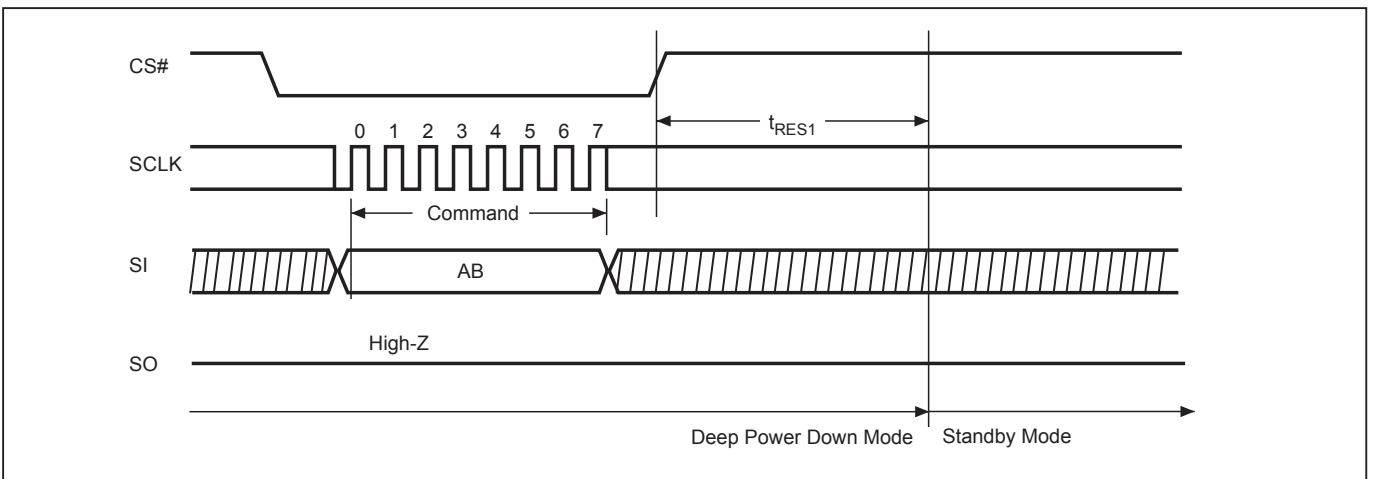 CS#
tRES1
0 1 2 3 4 5 6 7
SCLK
Command
SI
AB
High-Z
SO
Deep Power Down Mode
Standby Mode